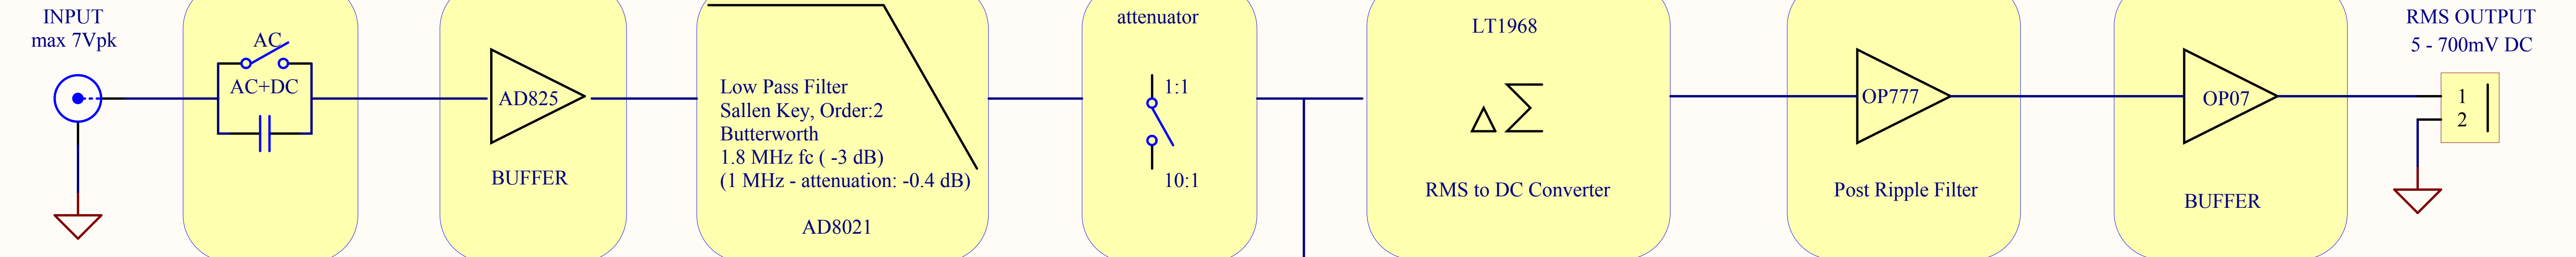 INPUT
max 7Vpk
AC
AC+DC
AD825
BUFFER
Low Pass Filter
Sallen Key, Order:2
Butterworth
1.8 MHz fc ( -3 dB)
(1 MHz - attenuation: -0.4 dB)
AD8021
attenuator
1:1
10:1
LT1968
Δ Σ
RMS to DC Converter
OP777
Post Ripple Filter
OP07
BUFFER
RMS OUTPUT
5 - 700mV DC
1
2